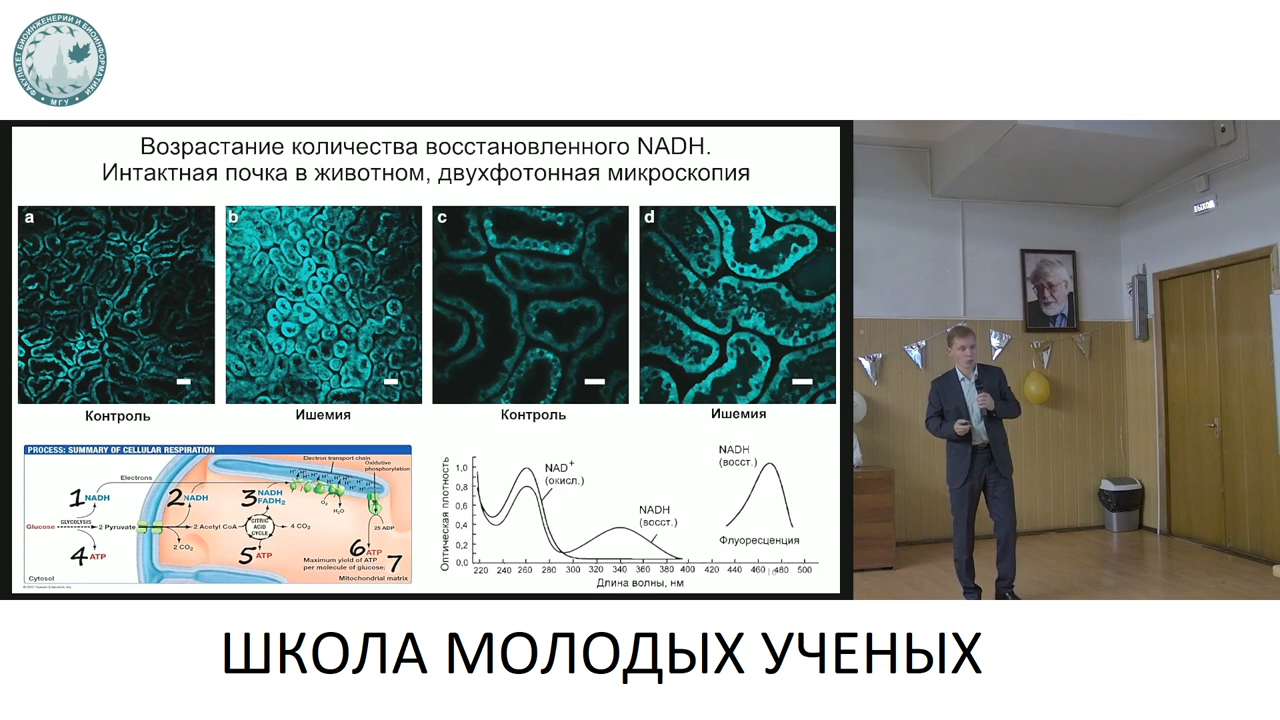 ФАКУЛЬТЕТ БИОИНЖЕНЕРИИ И БИОИНФОРМАТИКИ
МГУ
Возрастание количества восстановленного NADH.
Интактная почка в животном, двухфотонная микроскопия
a
b
c
d
Контроль
Ишемия
Контроль
Ишемия
PROCESS: SUMMARY OF CELLULAR RESPIRATION
Electrons
Electron transport chain
Oxidative
phosphorylation
1 NADH
2 NADH
3 NADH
FADH2
H+ H+ H+ H+ H+
O2
H2O
Glucose
GLYCOLYSIS
2 Pyruvate
2 Acetyl CoA
CITRIC
ACID
CYCLE
4 CO2
25 ADP
2 CO2
4 ATP
5 ATP
6 ATP
7
Maximum yield of ATP
per molecule of glucose:
Cytosol
Mitochondrial matrix
Оптическая плотность
1,0
0,8
0,6
0,4
0,2
0,0
NAD+
(окисл.)
NADH
(восст.)
NADH
(восст.)
Флуоресценция
220 240 260 280 300 320 340 360 380 400 420 440 460 480 500
Длина волны, нм
ШКОЛА МОЛОДЫХ УЧЕНЫХ